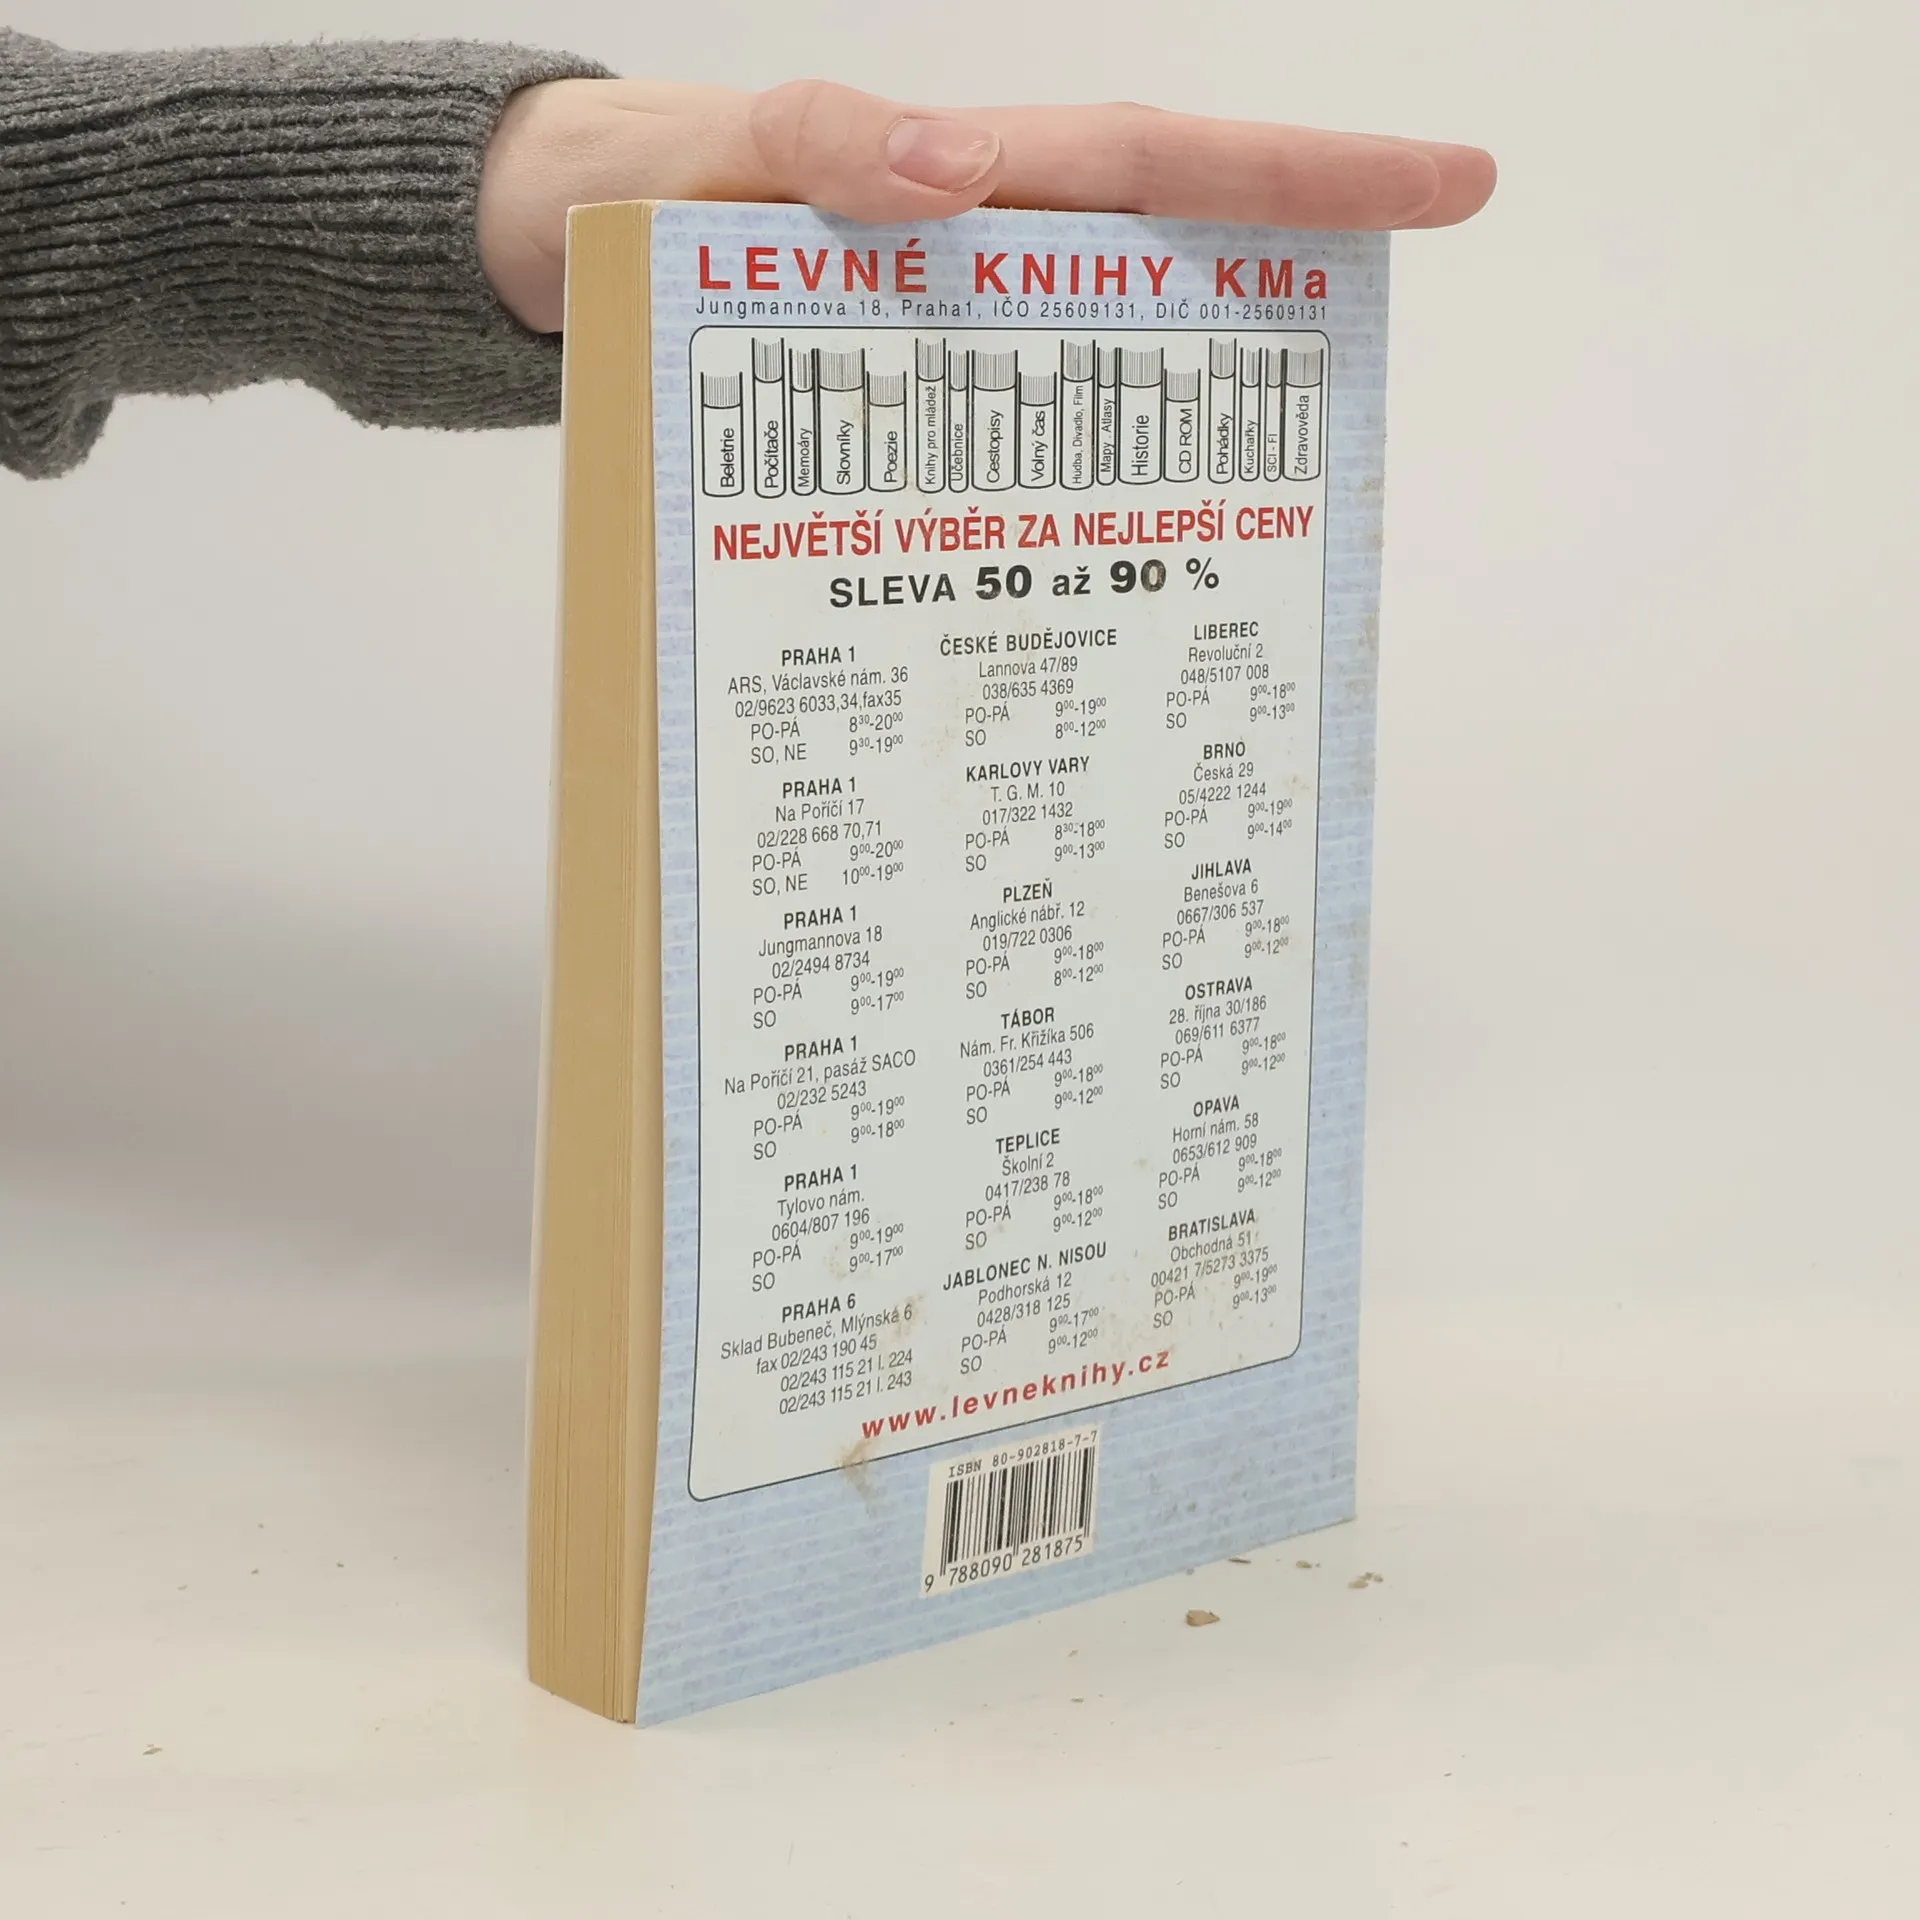 LEVNÉ KNIHY KMa
Jungmannova 18, Praha1, IČO 25609131, DIČ 001-25609131
Beletrie
Počítače
Memoáry
Slovníky
Poezie
Knihy pro mládež
Učebnice
Cestopisy
Volný čas
Hudba, Divadlo, Film
Mapy . Atlasy
Historie
CD ROM
Pohádky
Kuchařky
SCI - FI
Zdravověda
NEJVĚTŠÍ VÝBĚR ZA NEJLEPŠÍ CENY
SLEVA 50 až 90 %
PRAHA 1
ARS, Václavské nám. 36
02/9623 6033,34,fax35
PO-PÁ 8³⁰-20⁰⁰
SO, NE 9³⁰-19⁰⁰
PRAHA 1
Na Poříčí 17
02/228 668 70,71
PO-PÁ 9⁰⁰-20⁰⁰
SO, NE 10⁰⁰-19⁰⁰
PRAHA 1
Jungmannova 18
02/2494 8734
PO-PÁ 9⁰⁰-19⁰⁰
SO 9⁰⁰-17⁰⁰
PRAHA 1
Na Poříčí 21, pasáž SACO
02/232 5243
PO-PÁ 9⁰⁰-19⁰⁰
SO 9⁰⁰-18⁰⁰
PRAHA 1
Tylovo nám.
0604/807 196
PO-PÁ 9⁰⁰-19⁰⁰
SO 9⁰⁰-17⁰⁰
PRAHA 6
Sklad Bubeneč, Mlýnská 6
fax 02/243 190 45
02/243 115 21 l. 224
02/243 115 21 l. 243
ČESKÉ BUDĚJOVICE
Lannova 47/89
038/635 4369
PO-PÁ 9⁰⁰-19⁰⁰
SO 8⁰⁰-12⁰⁰
KARLOVY VARY
T. G. M. 10
017/322 1432
PO-PÁ 8³⁰-18⁰⁰
SO 9⁰⁰-13⁰⁰
PLZEŇ
Anglické nábř. 12
019/722 0306
PO-PÁ 9⁰⁰-18⁰⁰
SO 8⁰⁰-12⁰⁰
TÁBOR
Nám. Fr. Křižíka 506
0361/254 443
PO-PÁ 9⁰⁰-18⁰⁰
SO 9⁰⁰-12⁰⁰
TEPLICE
Školní 2
0417/238 78
PO-PÁ 9⁰⁰-18⁰⁰
SO 9⁰⁰-12⁰⁰
JABLONEC N. NISOU
Podhorská 12
0428/318 125
PO-PÁ 9⁰⁰-17⁰⁰
SO 9⁰⁰-12⁰⁰
LIBEREC
Revoluční 2
048/5107 008
PO-PÁ 9⁰⁰-18⁰⁰
SO 9⁰⁰-13⁰⁰
BRNO
Česká 29
05/4222 1244
PO-PÁ 9⁰⁰-19⁰⁰
SO 9⁰⁰-14⁰⁰
JIHLAVA
Benešova 6
0667/306 537
PO-PÁ 9⁰⁰-18⁰⁰
SO 9⁰⁰-12⁰⁰
OSTRAVA
28. října 30/186
069/611 6377
PO-PÁ 9⁰⁰-18⁰⁰
SO 9⁰⁰-12⁰⁰
OPAVA
Horní nám. 58
0653/612 909
PO-PÁ 9⁰⁰-18⁰⁰
SO 9⁰⁰-12⁰⁰
BRATISLAVA
Obchodná 51
00421 7/5273 3375
PO-PÁ 9⁰⁰-19⁰⁰
SO 9⁰⁰-13⁰⁰
www.levneknihy.cz
ISBN 80-902818-7-7
9 788090 281875